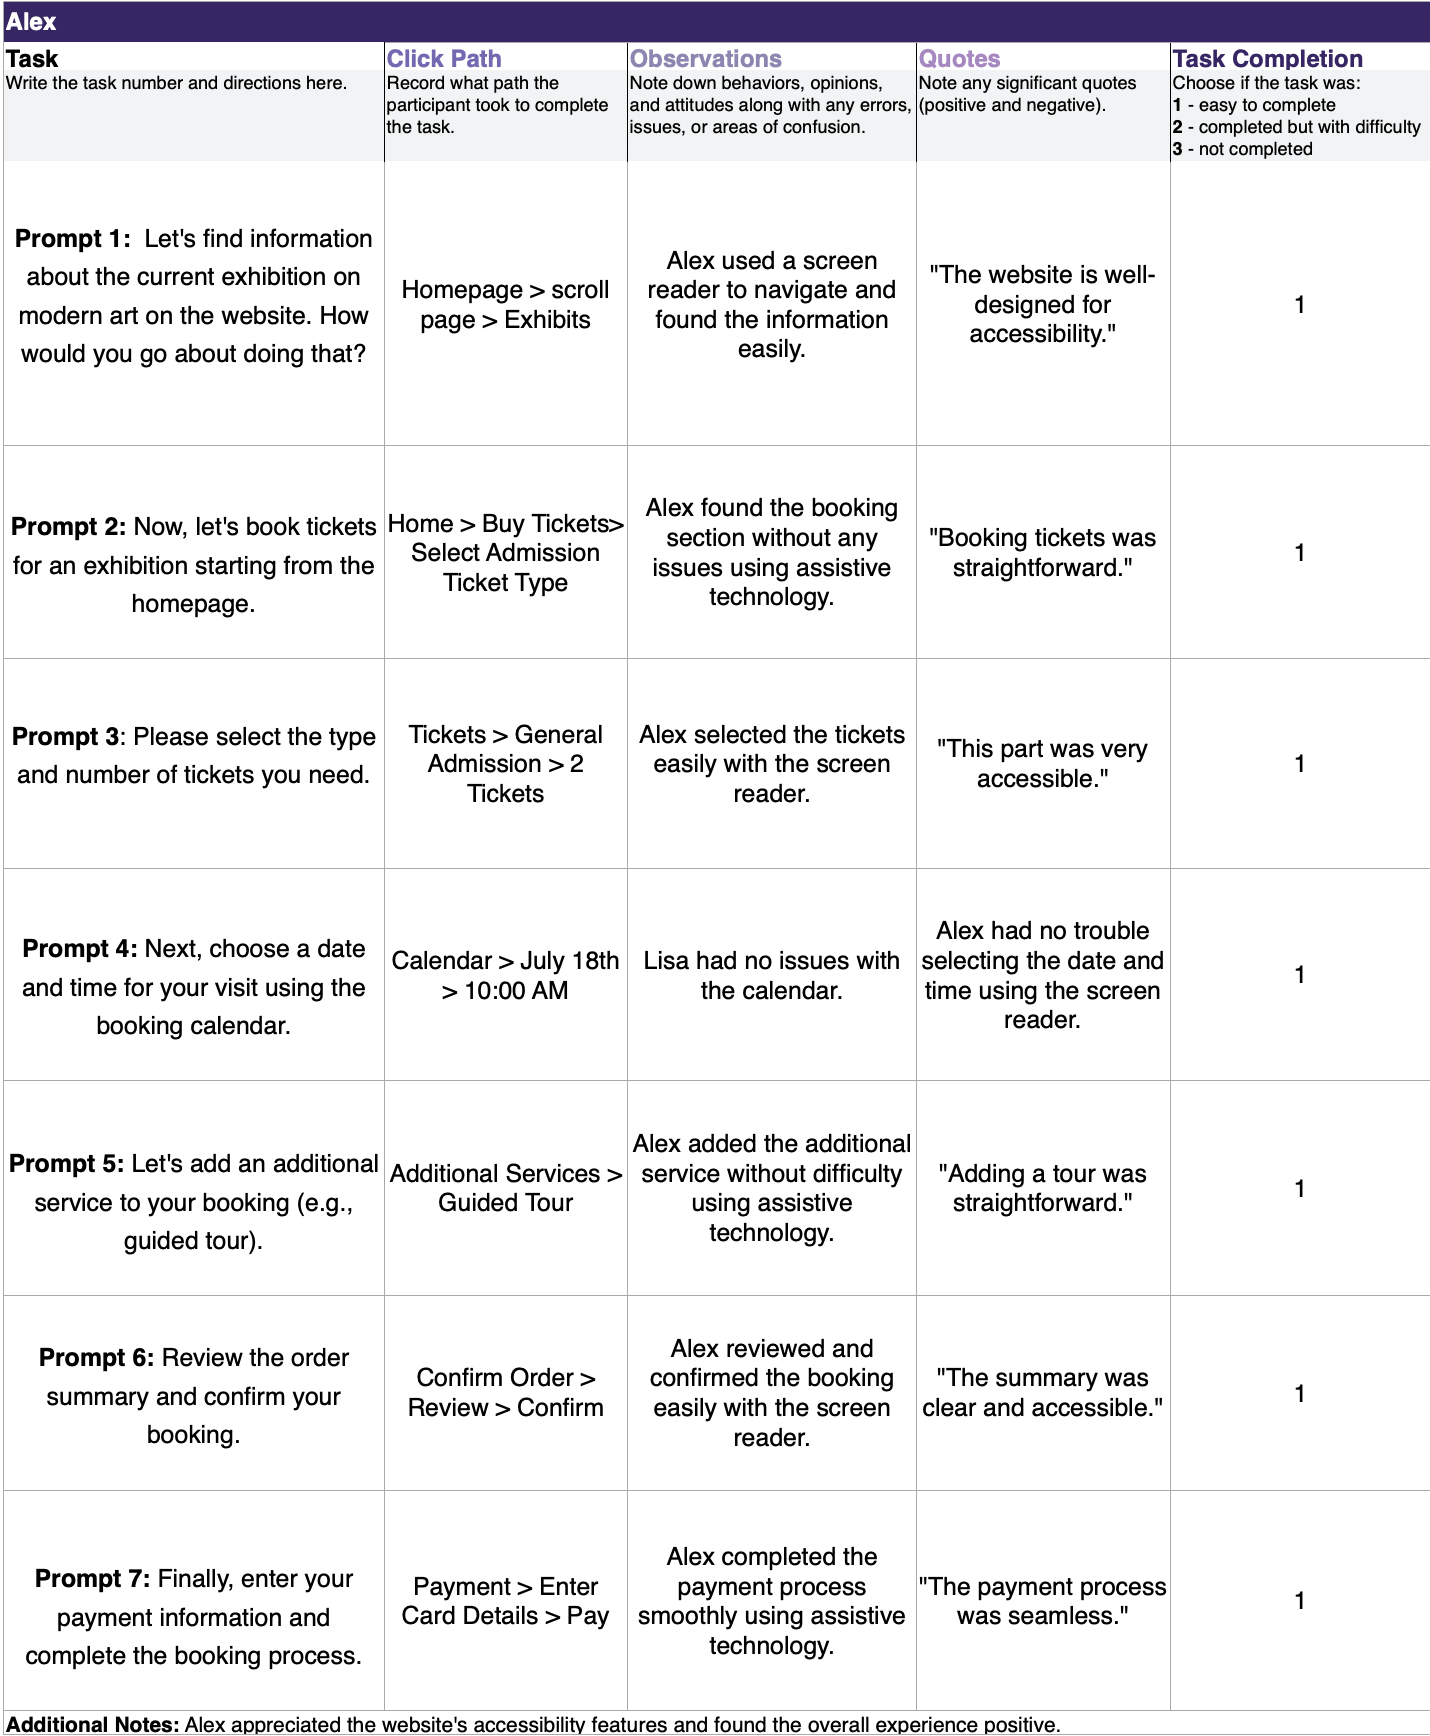 Alex
Task
Click Path
Observations
Quotes
Task Completion
Write the task number and directions here.
Record what path the
participant took to complete
the task.
Note down behaviors, opinions,
and attitudes along with any errors,
issues, or areas of confusion.
Note any significant quotes
(positive and negative).
Choose if the task was:
1 - easy to complete
2 - completed but with difficulty
3 - not completed
Prompt 1:  Let's find information
about the current exhibition on
modern art on the website. How
would you go about doing that?
Homepage > scroll
page > Exhibits
Alex used a screen
reader to navigate and
found the information
easily.
"The website is well-
designed for
accessibility."
1
Prompt 2: Now, let's book tickets
for an exhibition starting from the
homepage.
Home > Buy Tickets>
Select Admission
Ticket Type
Alex found the booking
section without any
issues using assistive
technology.
"Booking tickets was
straightforward."
1
Prompt 3: Please select the type
and number of tickets you need.
Tickets > General
Admission > 2
Tickets
Alex selected the tickets
easily with the screen
reader.
"This part was very
accessible."
1
Prompt 4: Next, choose a date
and time for your visit using the
booking calendar.
Calendar > July 18th
> 10:00 AM
Lisa had no issues with
the calendar.
Alex had no trouble
selecting the date and
time using the screen
reader.
1
Prompt 5: Let's add an additional
service to your booking (e.g.,
guided tour).
Additional Services >
Guided Tour
Alex added the additional
service without difficulty
using assistive
technology.
"Adding a tour was
straightforward."
1
Prompt 6: Review the order
summary and confirm your
booking.
Confirm Order >
Review > Confirm
Alex reviewed and
confirmed the booking
easily with the screen
reader.
"The summary was
clear and accessible."
1
Prompt 7: Finally, enter your
payment information and
complete the booking process.
Payment > Enter
Card Details > Pay
Alex completed the
payment process
smoothly using assistive
technology.
"The payment process
was seamless."
1
Additional Notes: Alex appreciated the website's accessibility features and found the overall experience positive.